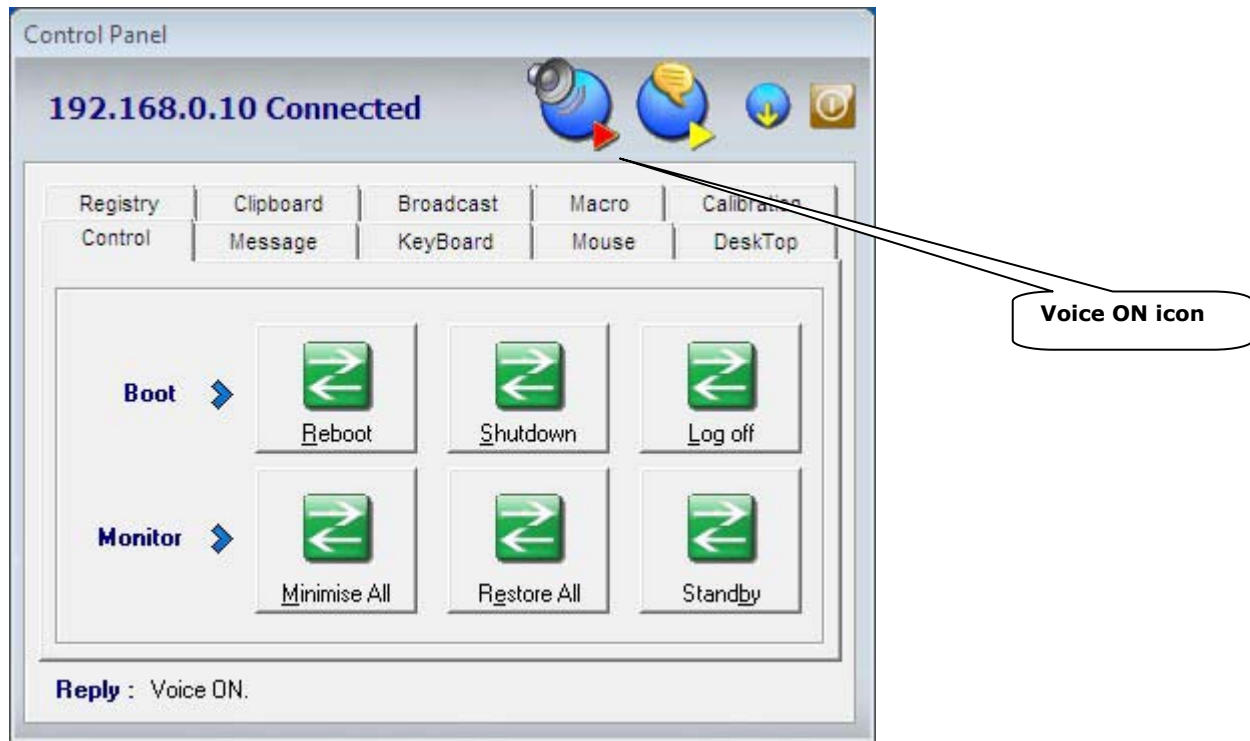 Control Panel
192.168.0.10 Connected
Registry Clipboard Broadcast Macro Calibration
Control Message KeyBoard Mouse DeskTop
Voice ON icon
Boot
Reboot Shutdown Log off
Monitor
Minimise All Restore All Standby
Reply : Voice ON.